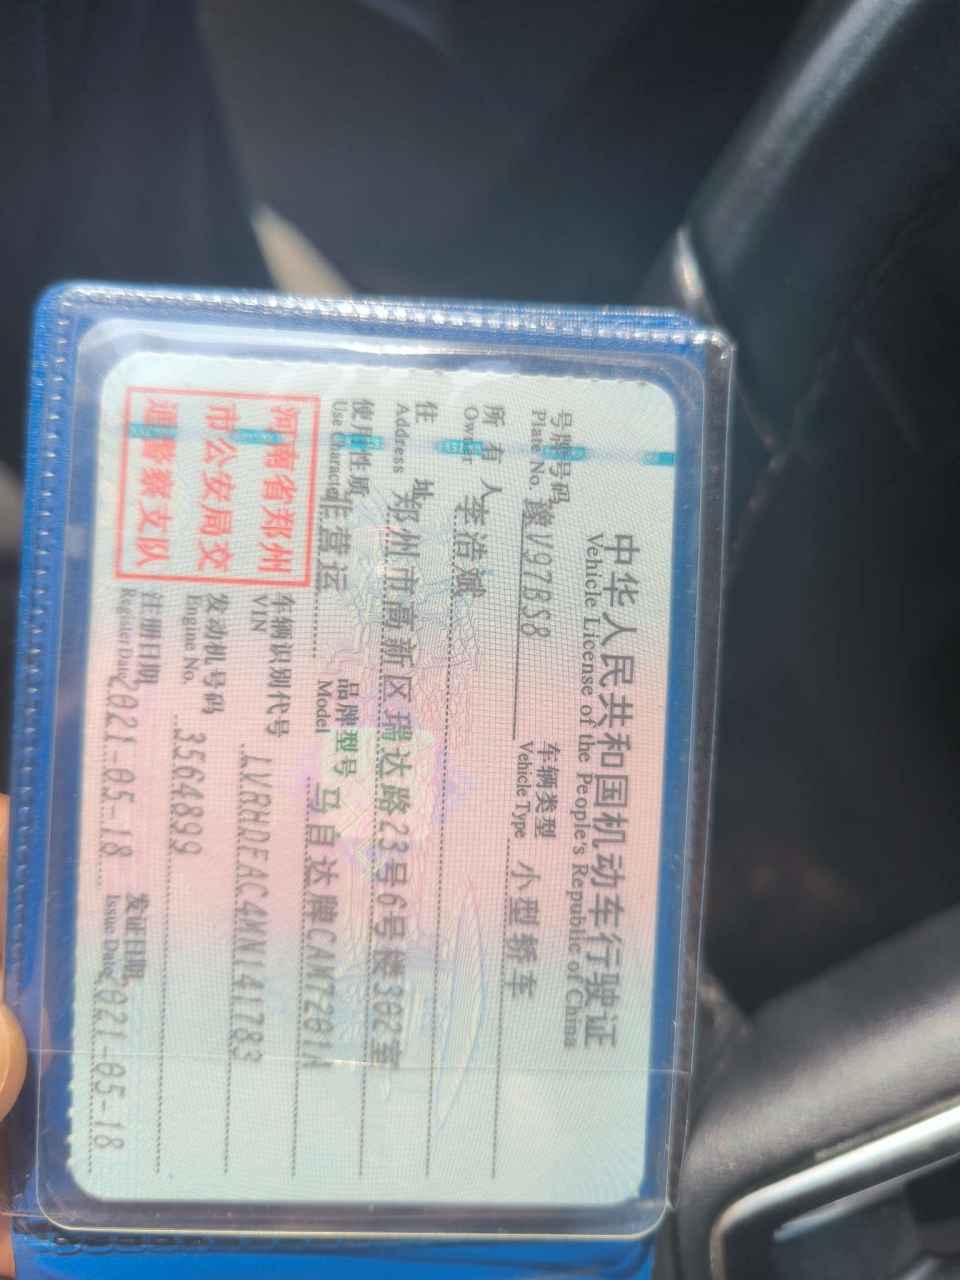 中华人民共和国机动车行驶证
Vehicle License of the People's Republic of China
号牌号码 豫V97BS8 车辆类型 小型轿车
Plate No. Vehicle Type
所有人 李浩斌
Owner
住址 郑州市高新区瑞达路23号6号楼302室
Address
使用性质 非营运 品牌型号 马自达牌CAM7201A
Use Character Model
河南省郑州
市公安局交
通警察支队
车辆识别代号 LVRHDFAC4MN141783
VIN
发动机号码 3564899
Engine No.
注册日期 2021-05-18 发证日期 2021-05-18
Register Date Issue Date